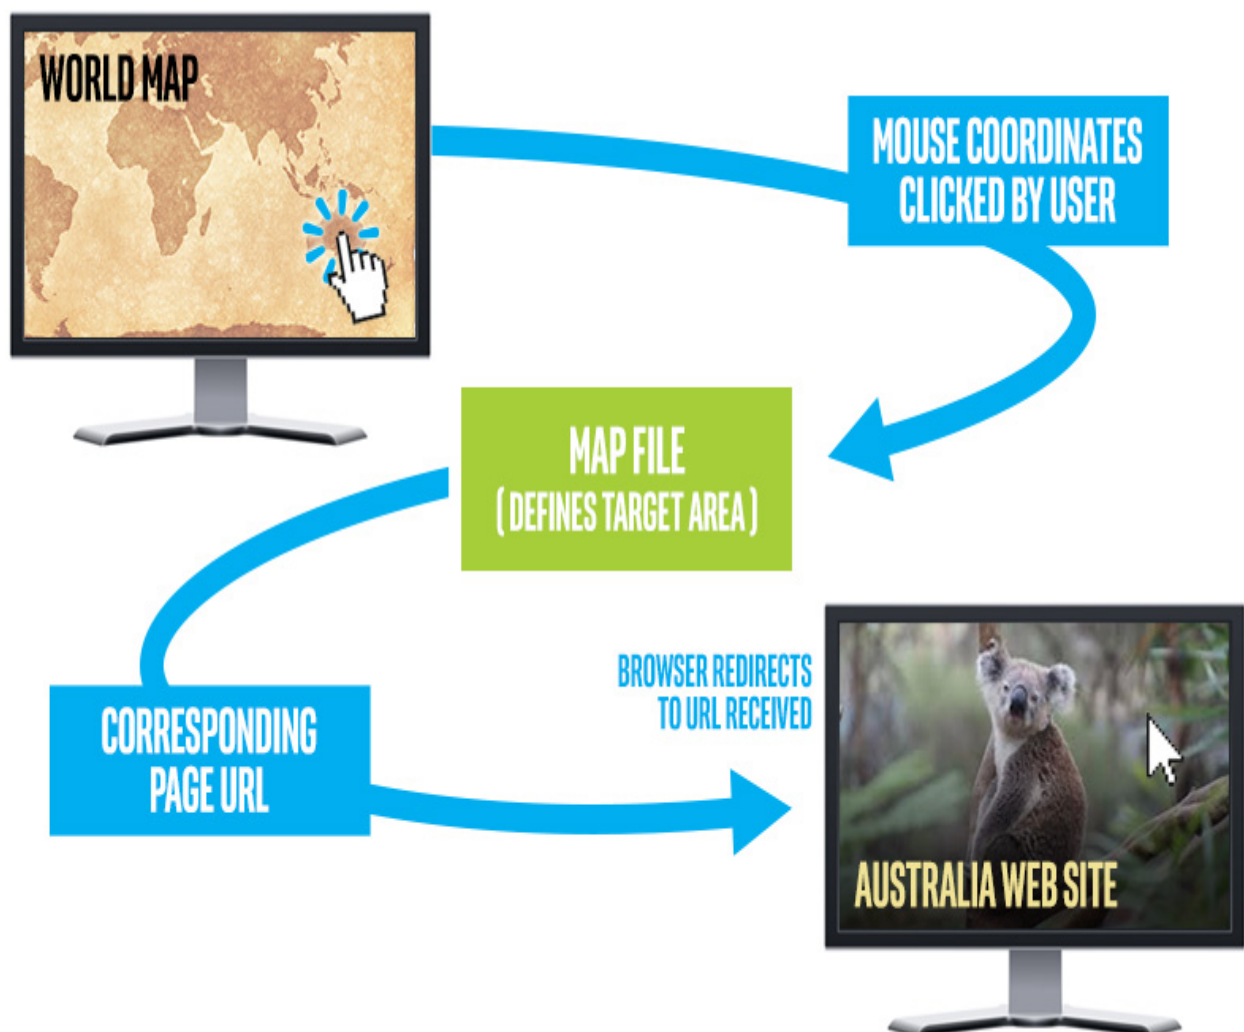 WORLD MAP
MOUSE COORDINATES
CLICKED BY USER
MAP FILE
( DEFINES TARGET AREA )
CORRESPONDING
PAGE URL
BROWSER REDIRECTS
TO URL RECEIVED
AUSTRALIA WEB SITE